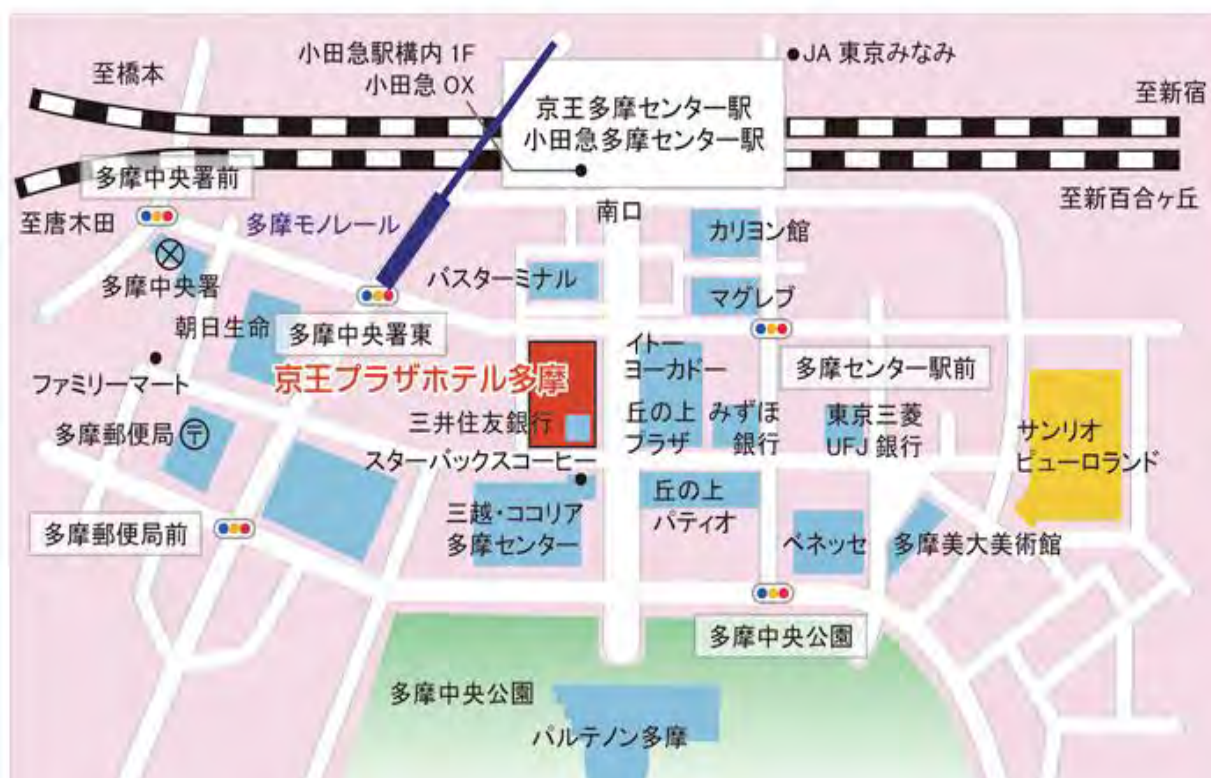 小田急駅構内 1F
小田急 OX
JA 東京みなみ
至橋本
至新宿
京王多摩センター駅
小田急多摩センター駅
多摩中央署前
至唐木田
多摩モノレール
南口
至新百合ヶ丘
カリヨン館
多摩中央署
バスターミナル
マグレブ
朝日生命
多摩中央署東
イトー
ヨーカドー
多摩センター駅前
ファミリーマート
京王プラザホテル多摩
三井住友銀行
丘の上
プラザ
みずほ
銀行
東京三菱
UFJ 銀行
サンリオ
ピューロランド
多摩郵便局
〒
スターバックスコーヒー
三越・ココリア
多摩センター
丘の上
パティオ
多摩郵便局前
ベネッセ
多摩美大美術館
多摩中央公園
多摩中央公園
パルテノン多摩